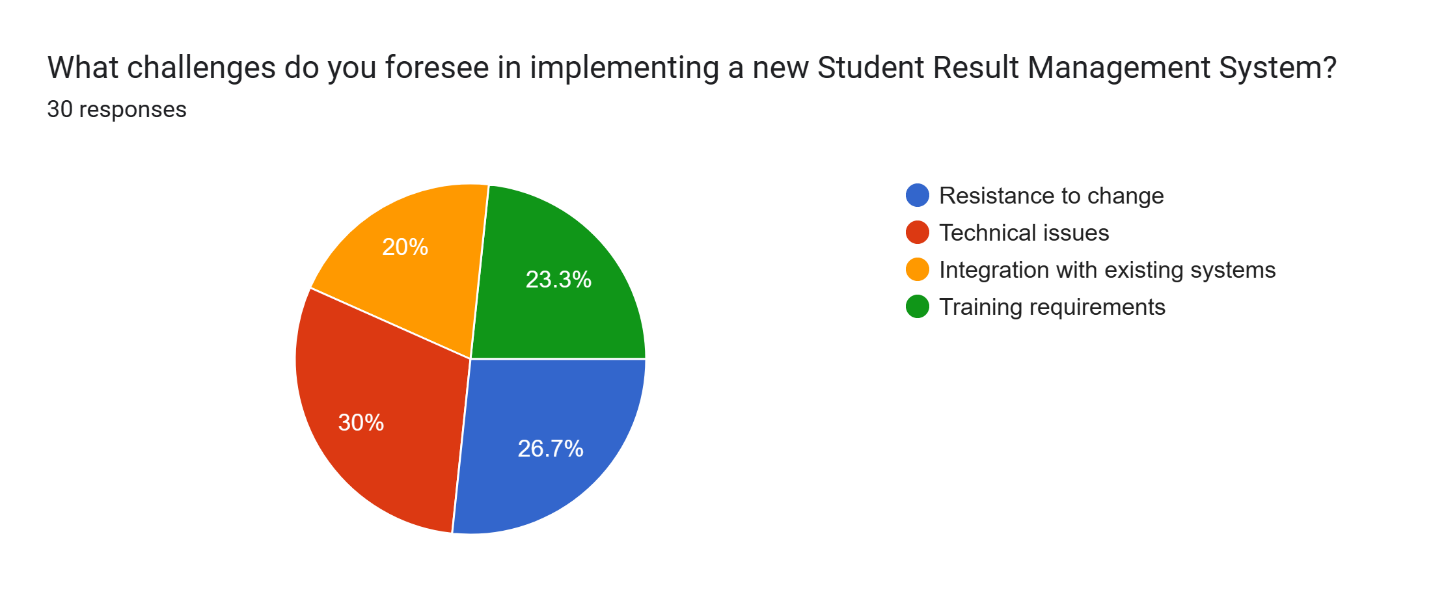 What challenges do you foresee in implementing a new Student Result Management System?
30 responses
20%
23.3%
30%
26.7%
Resistance to change
Technical issues
Integration with existing systems
Training requirements